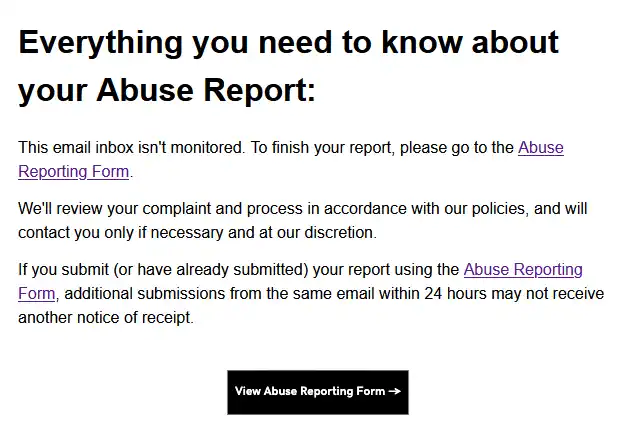 Everything you need to know about
your Abuse Report:
This email inbox isn't monitored. To finish your report, please go to the Abuse
Reporting Form.
We'll review your complaint and process in accordance with our policies, and will
contact you only if necessary and at our discretion.
If you submit (or have already submitted) your report using the Abuse Reporting
Form, additional submissions from the same email within 24 hours may not receive
another notice of receipt.
View Abuse Reporting Form →